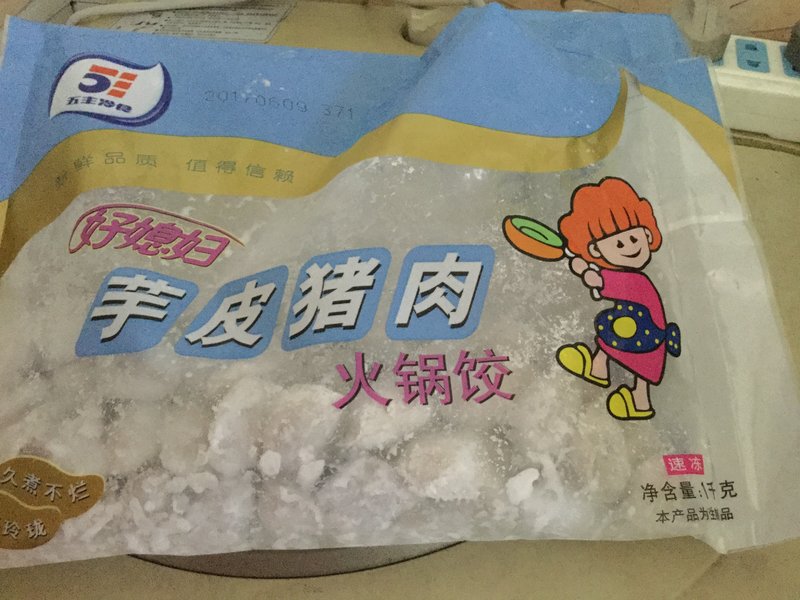 五丰冷食
20170609 371
新鲜品质 值得信赖
好媳妇
芋皮猪肉
火锅饺
久煮不烂
玲珑
速冻
净含量:1千克
本产品为生制品